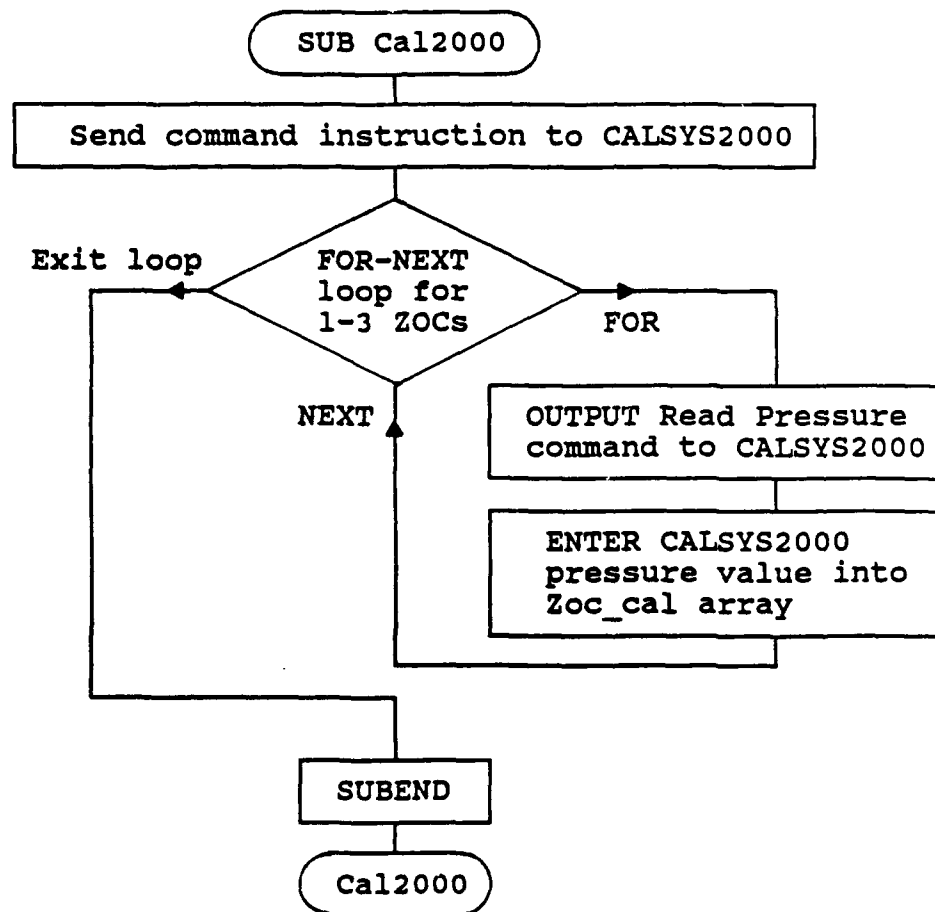 SUB Cal2000
Send command instruction to CALSYS2000
Exit loop
FOR-NEXT
loop for
1-3 ZOCs
FOR
NEXT
OUTPUT Read Pressure
command to CALSYS2000
ENTER CALSYS2000
pressure value into
Zoc_cal array
SUBEND
Cal2000